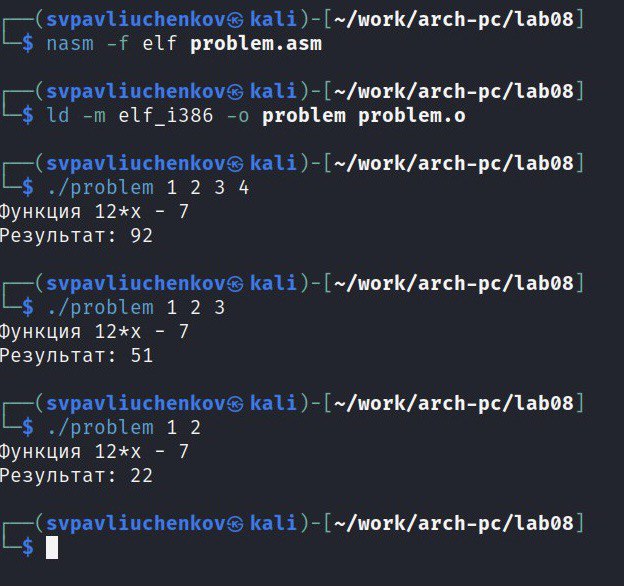 ┌──(svpavliuchenkov㉿kali)-[~/work/arch-pc/lab08]
└─$ nasm -f elf problem.asm
┌──(svpavliuchenkov㉿kali)-[~/work/arch-pc/lab08]
└─$ ld -m elf_i386 -o problem problem.o
┌──(svpavliuchenkov㉿kali)-[~/work/arch-pc/lab08]
└─$ ./problem 1 2 3 4
Функция 12*x - 7
Результат: 92
┌──(svpavliuchenkov㉿kali)-[~/work/arch-pc/lab08]
└─$ ./problem 1 2 3
Функция 12*x - 7
Результат: 51
┌──(svpavliuchenkov㉿kali)-[~/work/arch-pc/lab08]
└─$ ./problem 1 2
Функция 12*x - 7
Результат: 22
┌──(svpavliuchenkov㉿kali)-[~/work/arch-pc/lab08]
└─$